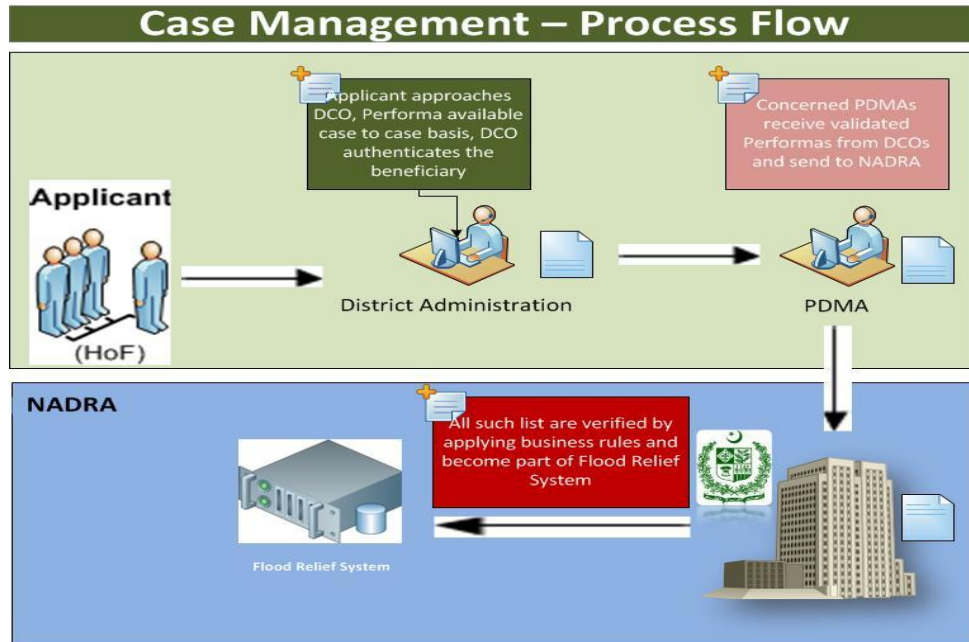 Case Management – Process Flow
Applicant approaches
DCO, Performa available
case to case basis, DCO
authenticates the
beneficiary
Concerned PDMAs
receive validated
Performas from DCOs
and send to NADRA
Applicant
(HoF)
District Administration
PDMA
NADRA
All such list are verified by
applying business rules and
become part of Flood Relief
System
Flood Relief System